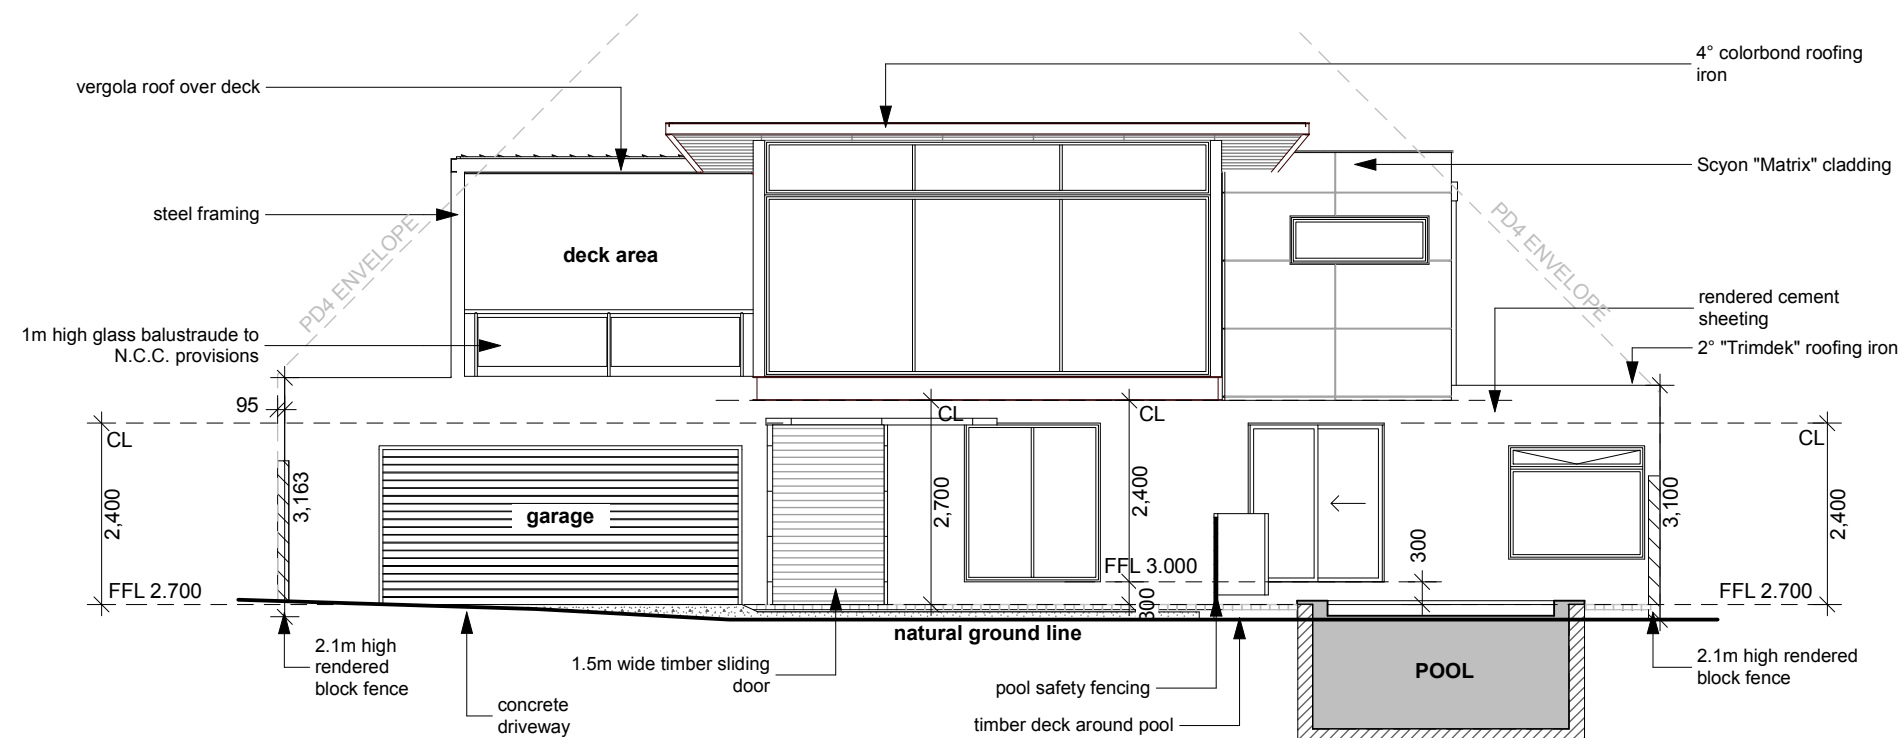 4° colorbond roofing
iron
vergola roof over deck
Scyon "Matrix" cladding
steel framing
PD4 ENVELOPE
PD4 ENVELOPE
deck area
rendered cement
sheeting
1m high glass balustraude to
N.C.C. provisions
2° "Trimdek" roofing iron
95
CL
CL
CL
CL
2,400
3,163
garage
2,700
2,400
300
3,100
2,400
FFL 2.700
FFL 3.000
FFL 2.700
300
natural ground line
2.1m high
rendered
block fence
1.5m wide timber sliding
door
concrete
driveway
pool safety fencing
timber deck around pool
POOL
2.1m high rendered
block fence